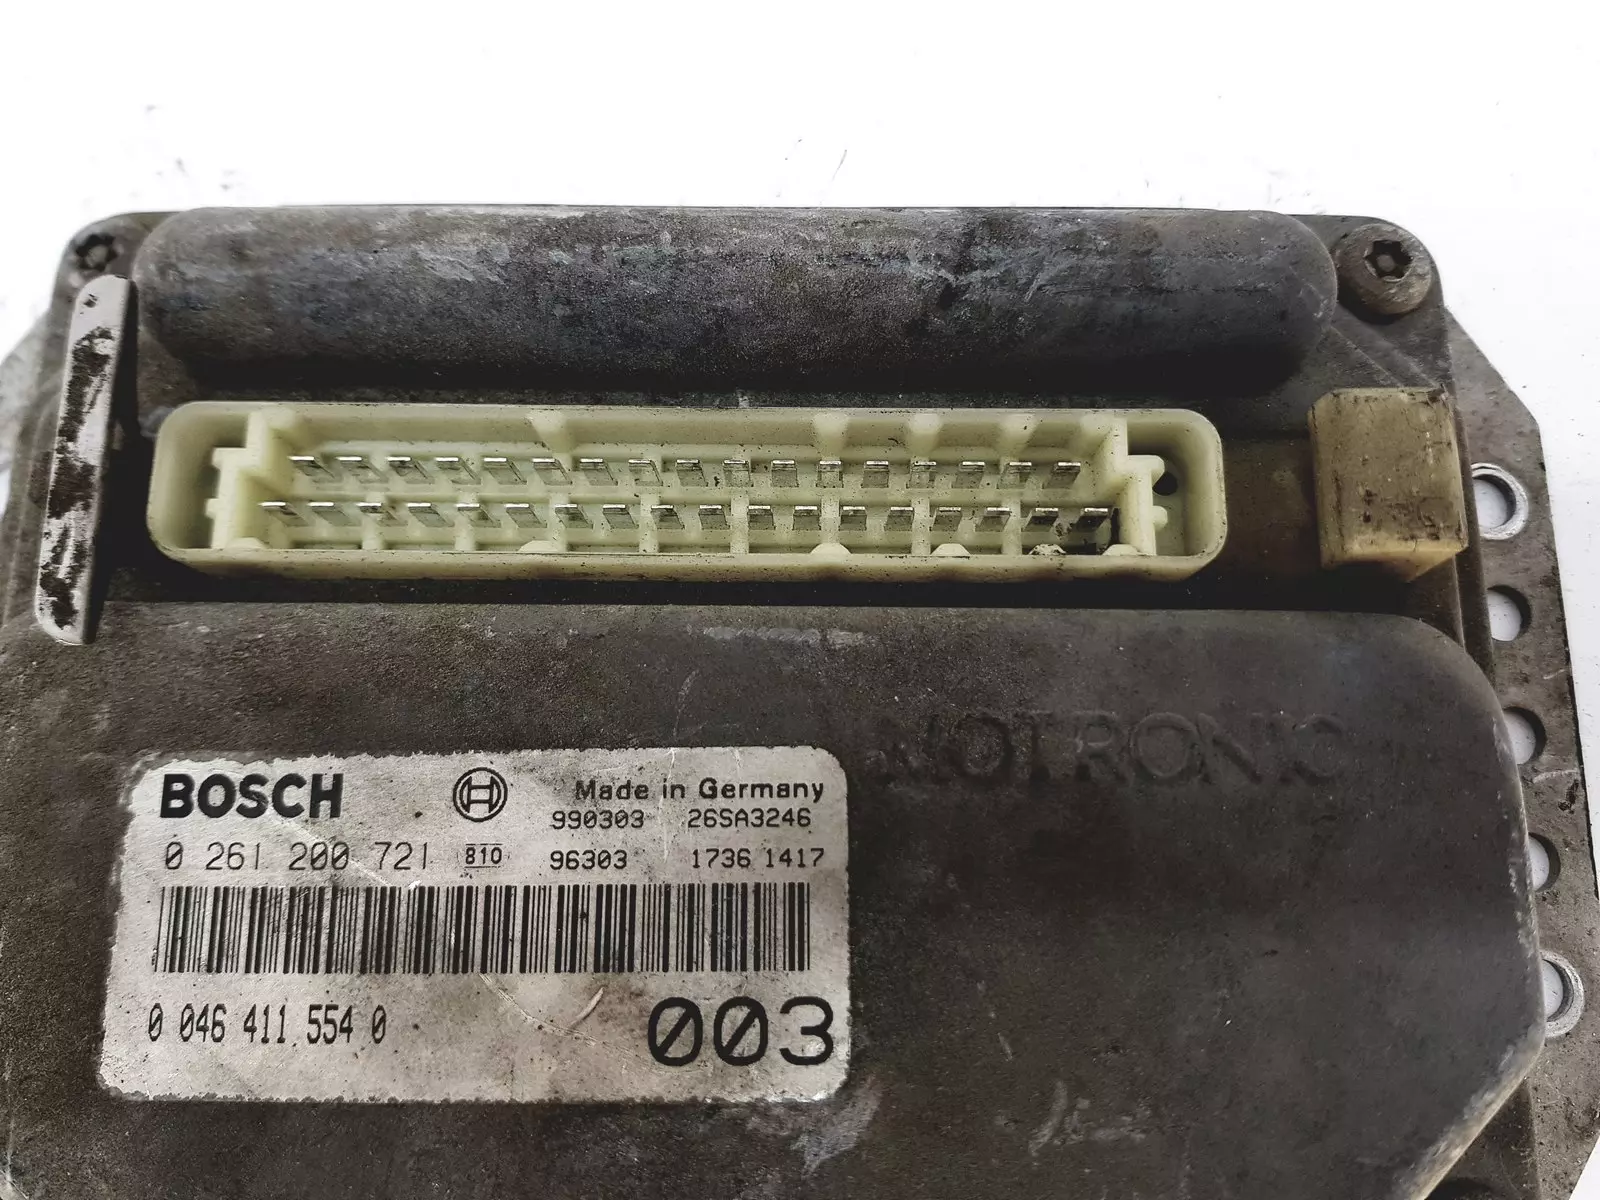 MOTRONIC
BOSCH Made in Germany
990303 26SA3246
0 261 200 721 810 96303 1736 1417
0 046 411 554 0 003